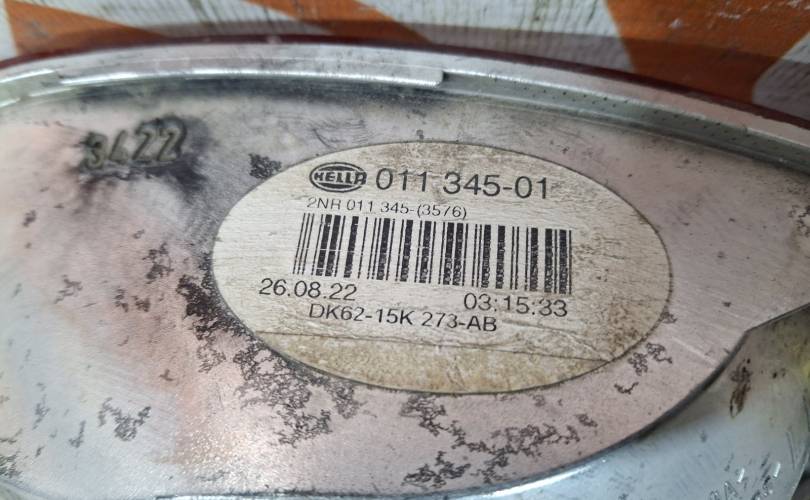 3422
HELLA 011 345-01
2NR 011 345-(3576)
26.08.22 03:15:33
DK62-15K 273-AB